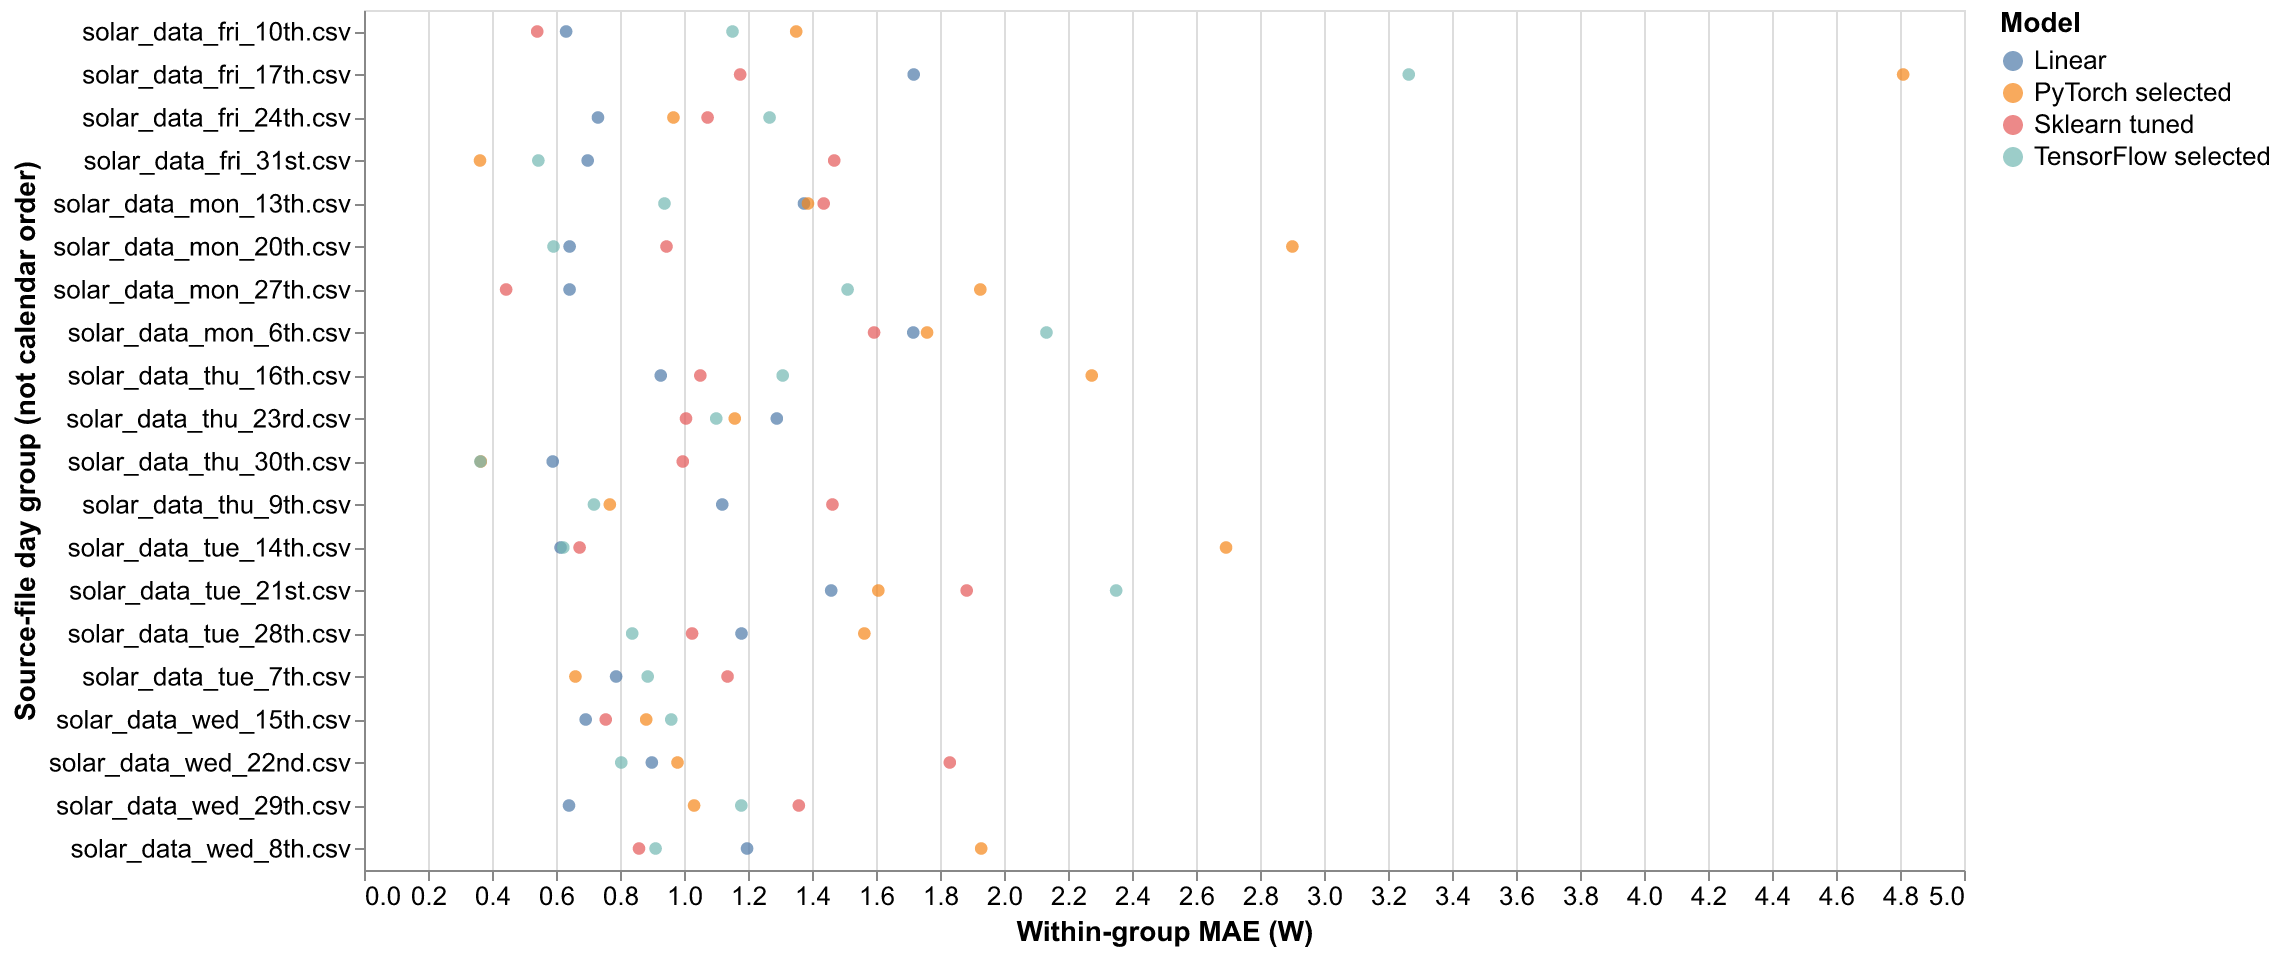 solar_data_fri_10th.csv
solar_data_fri_17th.csv
solar_data_fri_24th.csv
solar_data_fri_31st.csv
solar_data_mon_13th.csv
solar_data_mon_20th.csv
solar_data_mon_27th.csv
solar_data_mon_6th.csv
solar_data_thu_16th.csv
solar_data_thu_23rd.csv
solar_data_thu_30th.csv
solar_data_thu_9th.csv
solar_data_tue_14th.csv
solar_data_tue_21st.csv
solar_data_tue_28th.csv
solar_data_tue_7th.csv
solar_data_wed_15th.csv
solar_data_wed_22nd.csv
solar_data_wed_29th.csv
solar_data_wed_8th.csv
Source-file day group (not calendar order)
0.0 0.2 0.4 0.6 0.8 1.0 1.2 1.4 1.6 1.8 2.0 2.2 2.4 2.6 2.8 3.0 3.2 3.4 3.6 3.8 4.0 4.2 4.4 4.6 4.8 5.0
Within-group MAE (W)
Model
Linear
PyTorch selected
Sklearn tuned
TensorFlow selected